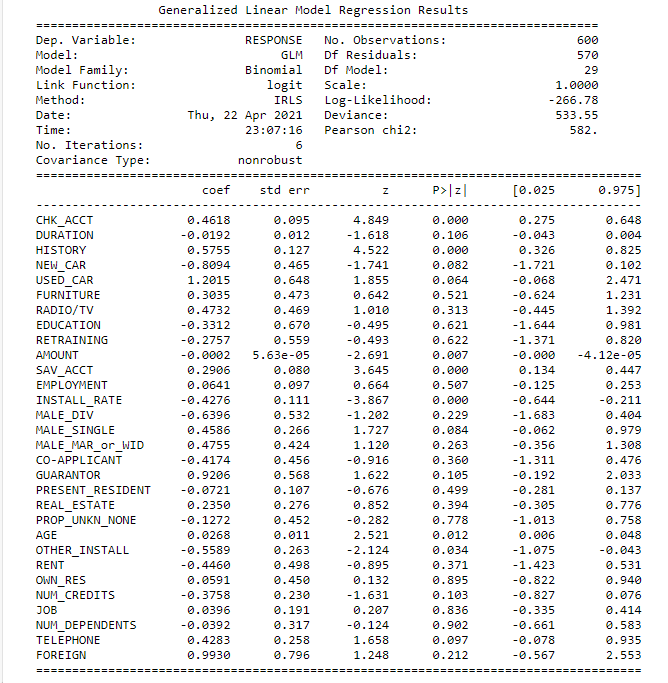 Generalized Linear Model Regression Results
==============================================================================
Dep. Variable: RESPONSE No. Observations: 600
Model: GLM Df Residuals: 570
Model Family: Binomial Df Model: 29
Link Function: logit Scale: 1.0000
Method: IRLS Log-Likelihood: -266.78
Date: Thu, 22 Apr 2021 Deviance: 533.55
Time: 23:07:16 Pearson chi2: 582.
No. Iterations: 6
Covariance Type: nonrobust
====================================================================================
coef std err z P>|z| [0.025 0.975]
------------------------------------------------------------------------------------
CHK_ACCT 0.4618 0.095 4.849 0.000 0.275 0.648
DURATION -0.0192 0.012 -1.618 0.106 -0.043 0.004
HISTORY 0.5755 0.127 4.522 0.000 0.326 0.825
NEW_CAR -0.8094 0.465 -1.741 0.082 -1.721 0.102
USED_CAR 1.2015 0.648 1.855 0.064 -0.068 2.471
FURNITURE 0.3035 0.473 0.642 0.521 -0.624 1.231
RADIO/TV 0.4732 0.469 1.010 0.313 -0.445 1.392
EDUCATION -0.3312 0.670 -0.495 0.621 -1.644 0.981
RETRAINING -0.2757 0.559 -0.493 0.622 -1.371 0.820
AMOUNT -0.0002 5.63e-05 -2.691 0.007 -0.000 -4.12e-05
SAV_ACCT 0.2906 0.080 3.645 0.000 0.134 0.447
EMPLOYMENT 0.0641 0.097 0.664 0.507 -0.125 0.253
INSTALL_RATE -0.4276 0.111 -3.867 0.000 -0.644 -0.211
MALE_DIV -0.6396 0.532 -1.202 0.229 -1.683 0.404
MALE_SINGLE 0.4586 0.266 1.727 0.084 -0.062 0.979
MALE_MAR_or_WID 0.4755 0.424 1.120 0.263 -0.356 1.308
CO-APPLICANT -0.4174 0.456 -0.916 0.360 -1.311 0.476
GUARANTOR 0.9206 0.568 1.622 0.105 -0.192 2.033
PRESENT_RESIDENT -0.0721 0.107 -0.676 0.499 -0.281 0.137
REAL_ESTATE 0.2350 0.276 0.852 0.394 -0.305 0.776
PROP_UNKN_NONE -0.1272 0.452 -0.282 0.778 -1.013 0.758
AGE 0.0268 0.011 2.521 0.012 0.006 0.048
OTHER_INSTALL -0.5589 0.263 -2.124 0.034 -1.075 -0.043
RENT -0.4460 0.498 -0.895 0.371 -1.423 0.531
OWN_RES 0.0591 0.450 0.132 0.895 -0.822 0.940
NUM_CREDITS -0.3758 0.230 -1.631 0.103 -0.827 0.076
JOB 0.0396 0.191 0.207 0.836 -0.335 0.414
NUM_DEPENDENTS -0.0392 0.317 -0.124 0.902 -0.661 0.583
TELEPHONE 0.4283 0.258 1.658 0.097 -0.078 0.935
FOREIGN 0.9930 0.796 1.248 0.212 -0.567 2.553
====================================================================================